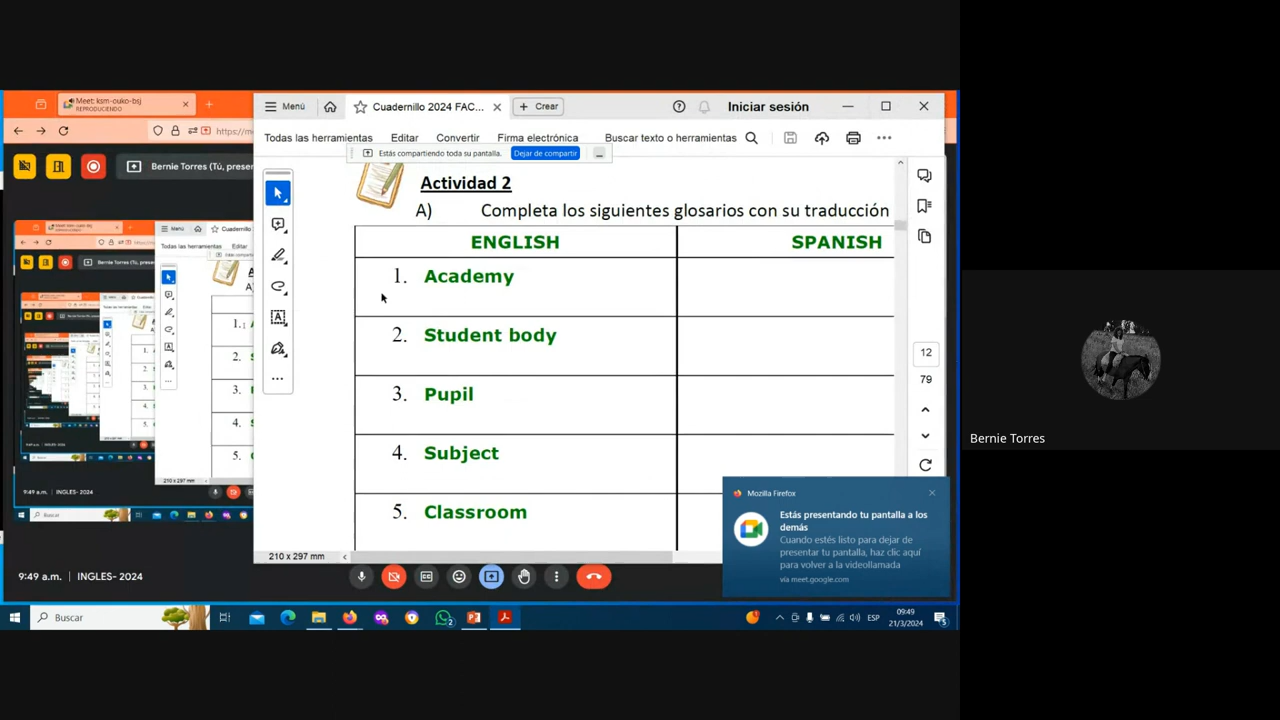 Meet: ksm-ouko-bsj
REPRODUCIENDO
Menú
Cuadernillo 2024 FAC...
Crear
Iniciar sesión
https://m
Todas las herramientas
Editar
Convertir
Firma electrónica
Buscar texto o herramientas
Estás compartiendo toda su pantalla.
Dejar de compartir
Bernie Torres (Tú, prese
Actividad 2
A) Completa los siguientes glosarios con su traducción
ENGLISH SPANISH
1. Academy
2. Student body
3. Pupil
4. Subject
5. Classroom
12
79
210 x 297 mm
Mozilla Firefox
Estás presentando tu pantalla a los
demás
Cuando estés listo para dejar de
presentar tu pantalla, haz clic aquí
para volver a la videollamada
vía meet.google.com
9:49 a.m. | INGLES- 2024
Buscar
2
ESP
09:49
21/3/2024
5
Bernie Torres